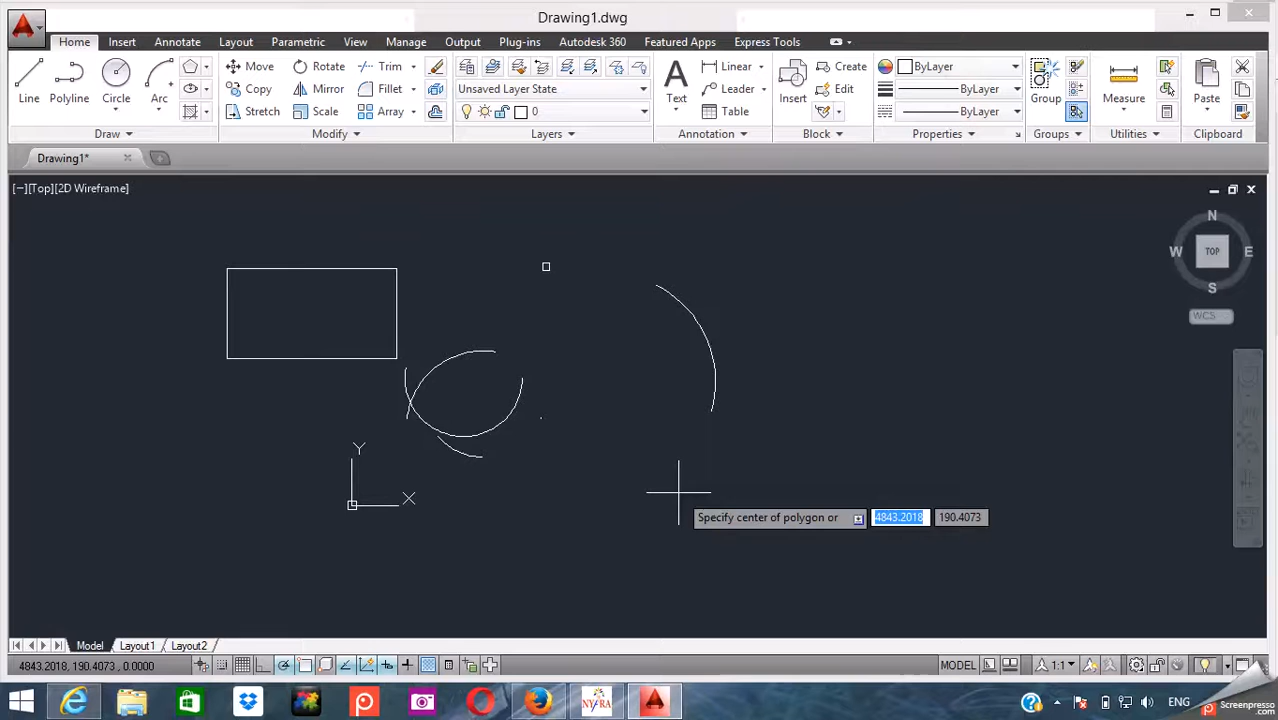 Drawing1.dwg
Home Insert Annotate Layout Parametric View Manage Output Plug-ins Autodesk 360 Featured Apps Express Tools
Move Rotate Trim
Unsaved Layer State
Linear
Create
ByLayer
Line Polyline Circle Arc
Copy Mirror Fillet
Text
Leader
Insert
Edit
ByLayer
Group
Measure
Paste
Stretch Scale Array
0
Table
ByLayer
Draw Modify Layers Annotation Block Properties Groups Utilities Clipboard
Drawing1*
[−][Top][2D Wireframe]
N
W TOP E
S
WCS
Y
X
Specify center of polygon or 4843.2018 190.4073
Model Layout1 Layout2
4843.2018, 190.4073 , 0.0000
MODEL
1:1
NYFRA
ENG
Screenpresso
.com